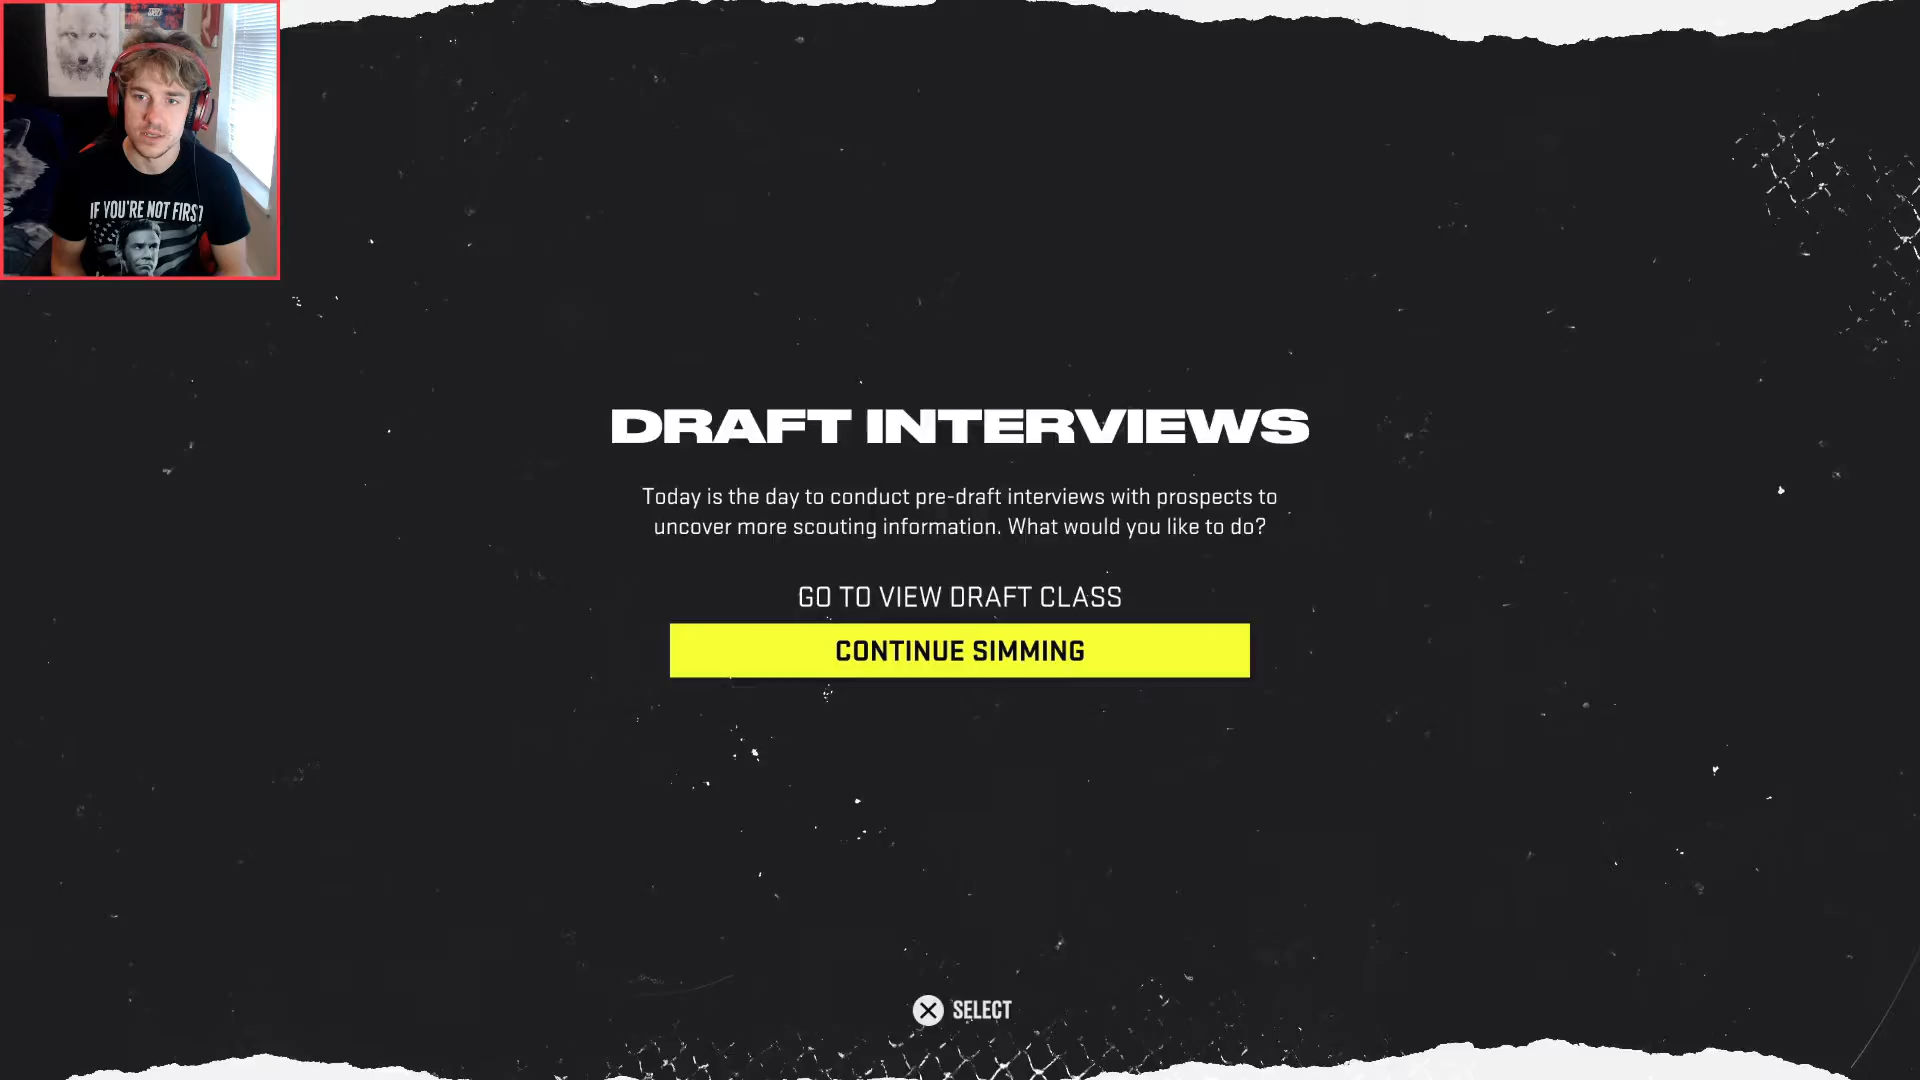 IF YOU'RE NOT FIRST
DRAFT INTERVIEWS
Today is the day to conduct pre-draft interviews with prospects to
uncover more scouting information. What would you like to do?
GO TO VIEW DRAFT CLASS
CONTINUE SIMMING
SELECT